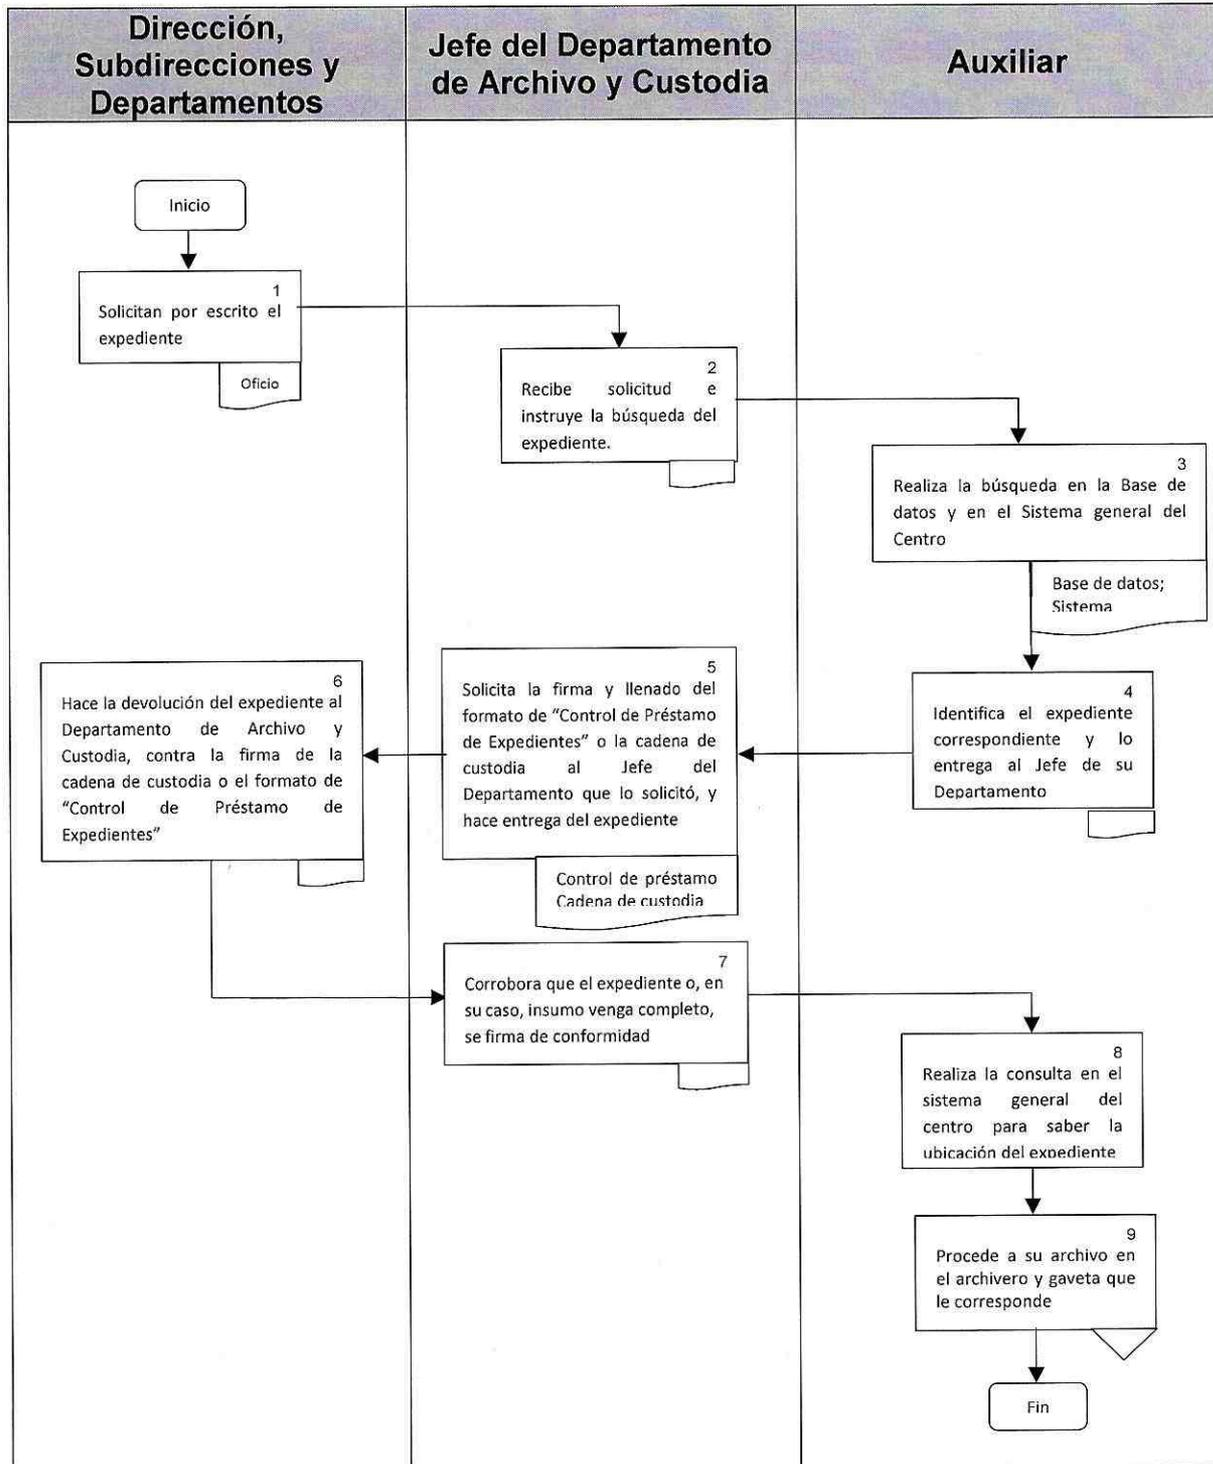 Dirección,
Subdirecciones y
Departamentos
Jefe del Departamento
de Archivo y Custodia
Auxiliar
Inicio
1
Solicitan por escrito el
expediente
Oficio
2
Recibe solicitud e
instruye la búsqueda del
expediente.
3
Realiza la búsqueda en la Base de
datos y en el Sistema general del
Centro
Base de datos;
Sistema
4
Identifica el expediente
correspondiente y lo
entrega al Jefe de su
Departamento
5
Solicita la firma y llenado del
formato de “Control de Préstamo
de Expedientes” o la cadena de
custodia al Jefe del
Departamento que lo solicitó, y
hace entrega del expediente
Control de préstamo
Cadena de custodia
6
Hace la devolución del expediente al
Departamento de Archivo y
Custodia, contra la firma de la
cadena de custodia o el formato de
“Control de Préstamo de
Expedientes”
7
Corrobora que el expediente o, en
su caso, insumo venga completo,
se firma de conformidad
8
Realiza la consulta en el
sistema general del
centro para saber la
ubicación del expediente
9
Procede a su archivo en
el archivero y gaveta que
le corresponde
Fin